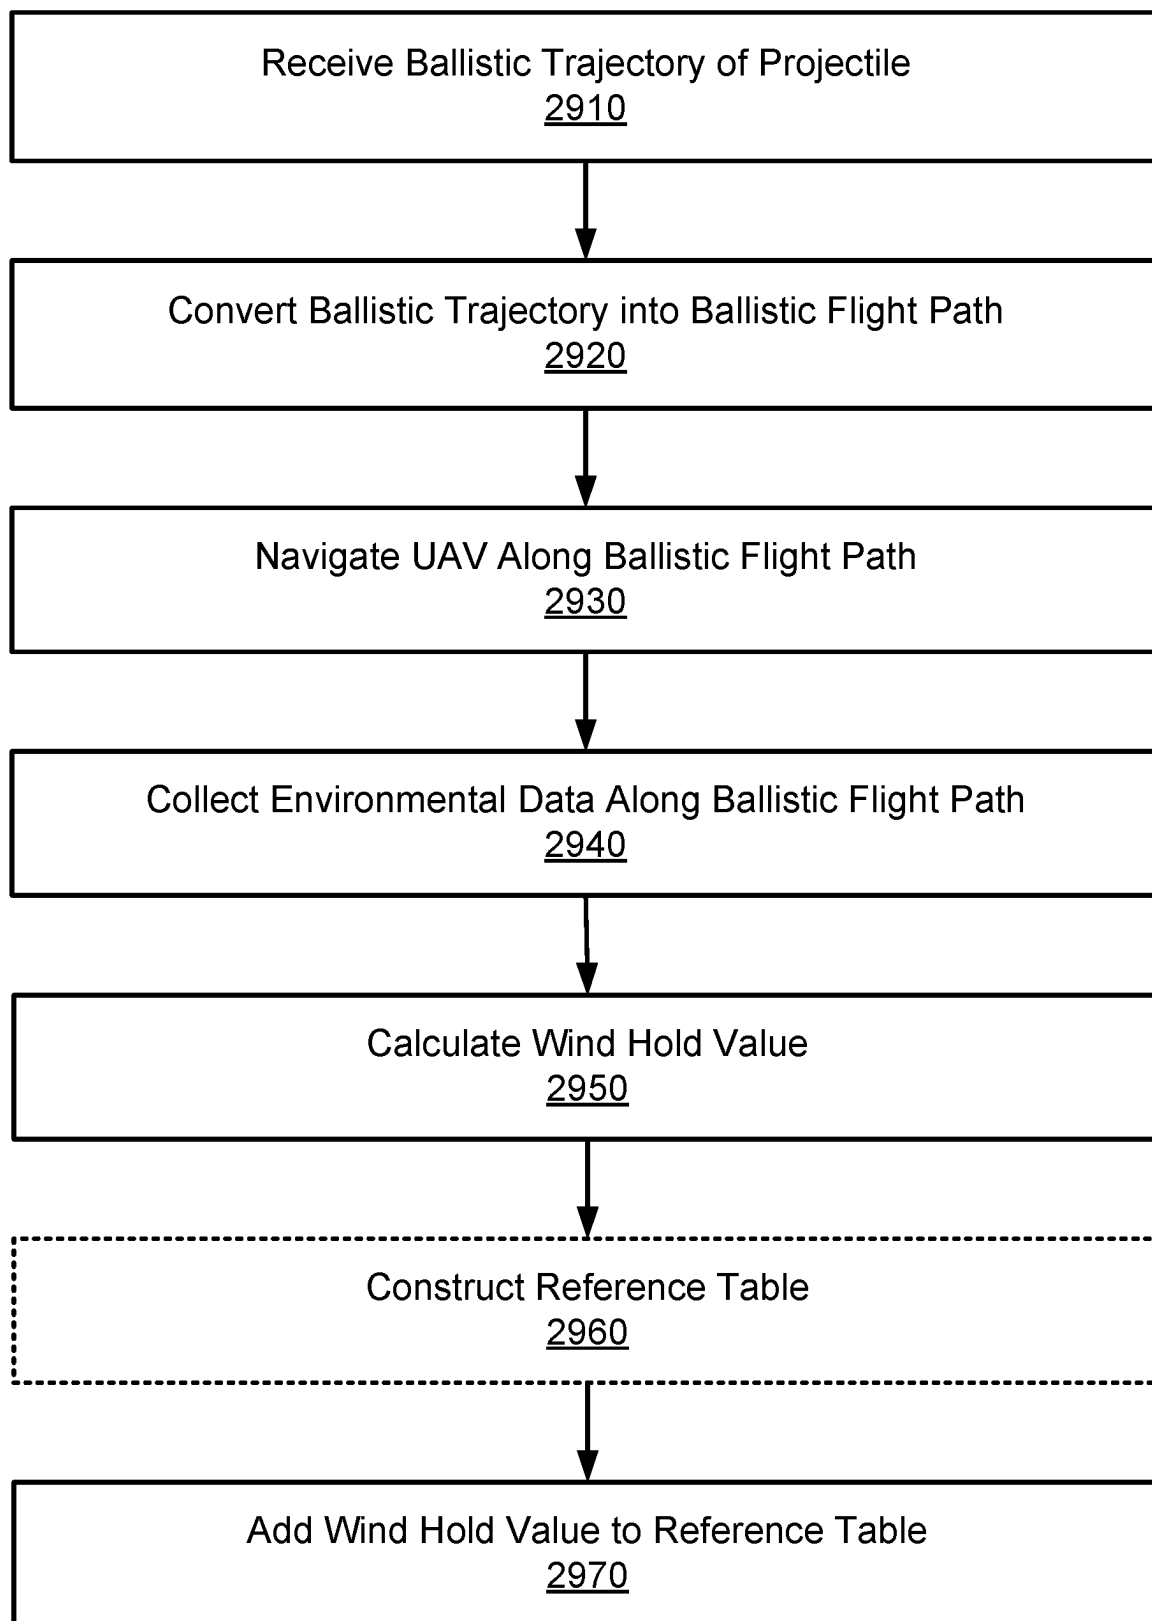 Receive Ballistic Trajectory of Projectile
2910
Convert Ballistic Trajectory into Ballistic Flight Path
2920
Navigate UAV Along Ballistic Flight Path
2930
Collect Environmental Data Along Ballistic Flight Path
2940
Calculate Wind Hold Value
2950
Construct Reference Table
2960
Add Wind Hold Value to Reference Table
2970